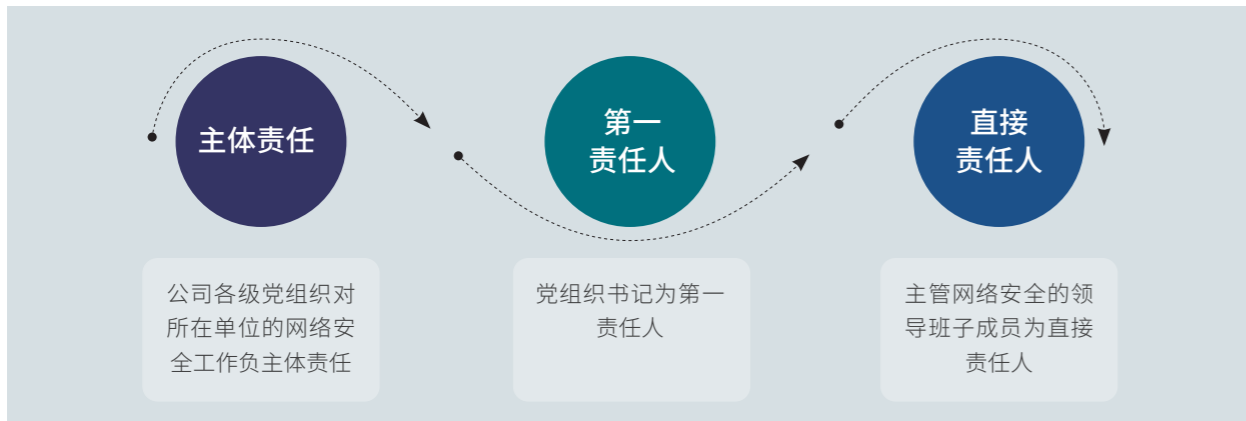 主体责任
第一
责任人
直接
责任人
公司各级党组织对
所在单位的网络安
全工作负主体责任
党组织书记为第一
责任人
主管网络安全的领
导班子成员为直接
责任人